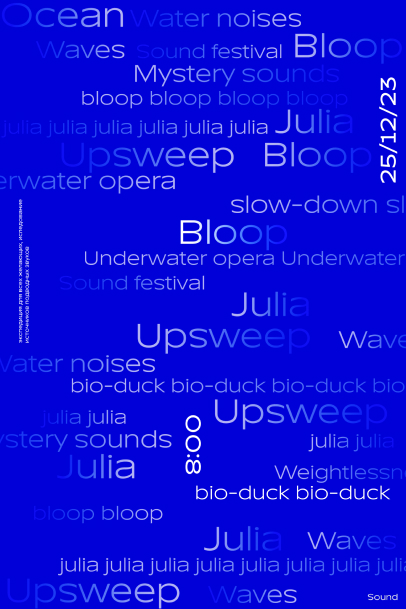 Ocean Water noises
Waves Sound festival Bloop
Mystery sounds
bloop bloop bloop bloop
25/12/23
julia julia julia julia julia julia Julia
Upsweep Bloop
erwater opera
экспедиция для всех желающих, исследование
источников подводных звуков
slow-down sl
Bloop
Underwater opera Underwater
Sound festival
Julia
Upsweep Wave
Water noises
bio-duck bio-duck bio-duck bio
julia julia Upsweep
8:00
ystery sounds julia julia
Julia Weightlessn
bio-duck bio-duck
bloop bloop
Julia Waves
julia julia julia julia julia julia julia julia
Upsweep Waves
Sound